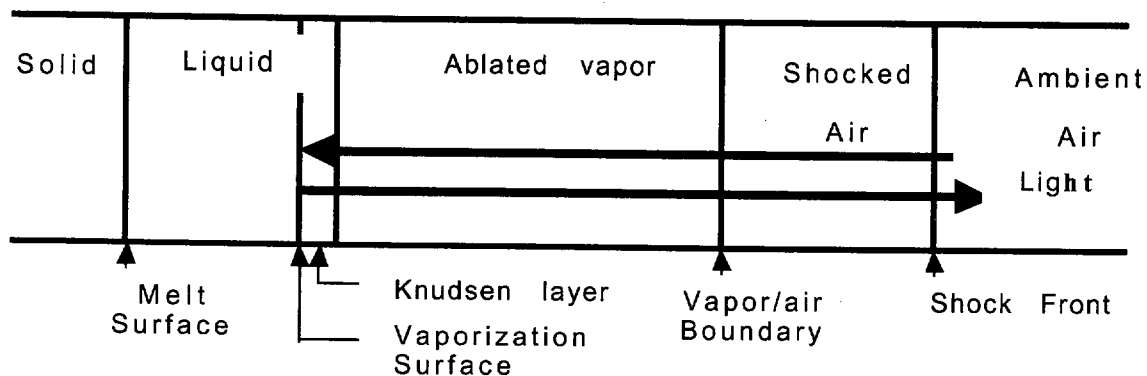 Solid
Liquid
Ablated vapor
Shocked
Air
Ambient
Air
Light
Melt
Surface
Knudsen layer
Vaporization
Surface
Vapor/air
Boundary
Shock Front